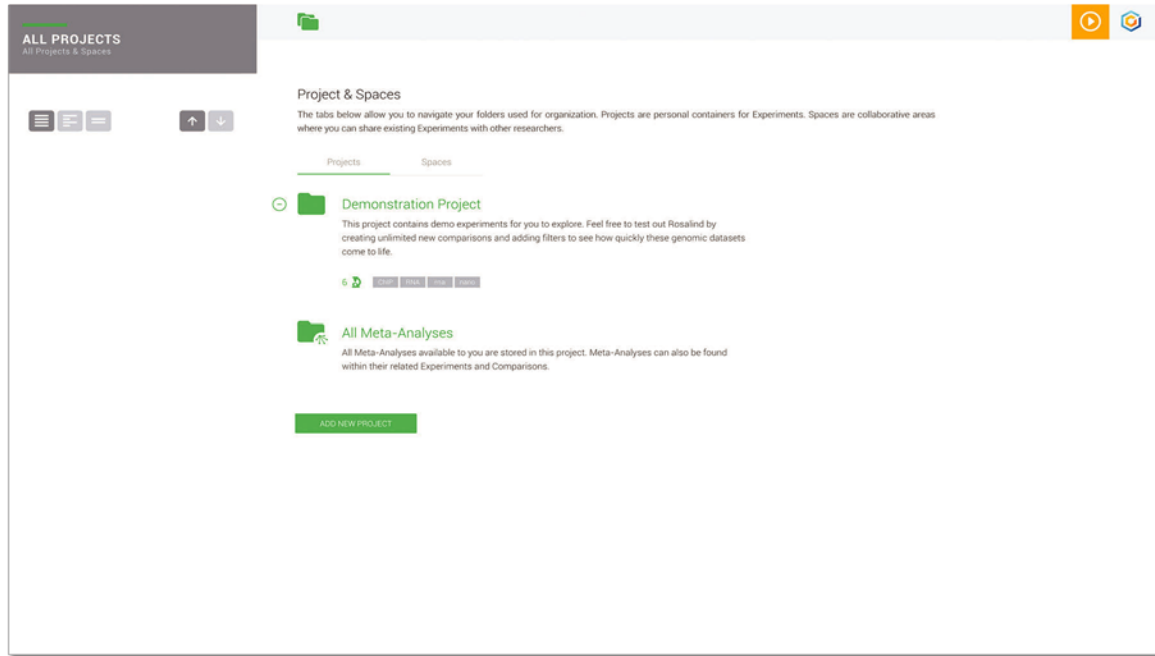 ALL PROJECTS
All Projects & Spaces
Project & Spaces
The tabs below allow you to navigate your folders used for organization. Projects are personal containers for Experiments. Spaces are collaborative areas
where you can share existing Experiments with other researchers.
Projects
Spaces
Demonstration Project
This project contains demo experiments for you to explore. Feel free to test out Rosalind by
creating unlimited new comparisons and adding filters to see how quickly these genomic datasets
come to life.
6
ChIP RNA
All Meta-Analyses
All Meta-Analyses available to you are stored in this project. Meta-Analyses can also be found
within their related Experiments and Comparisons.
ADD NEW PROJECT